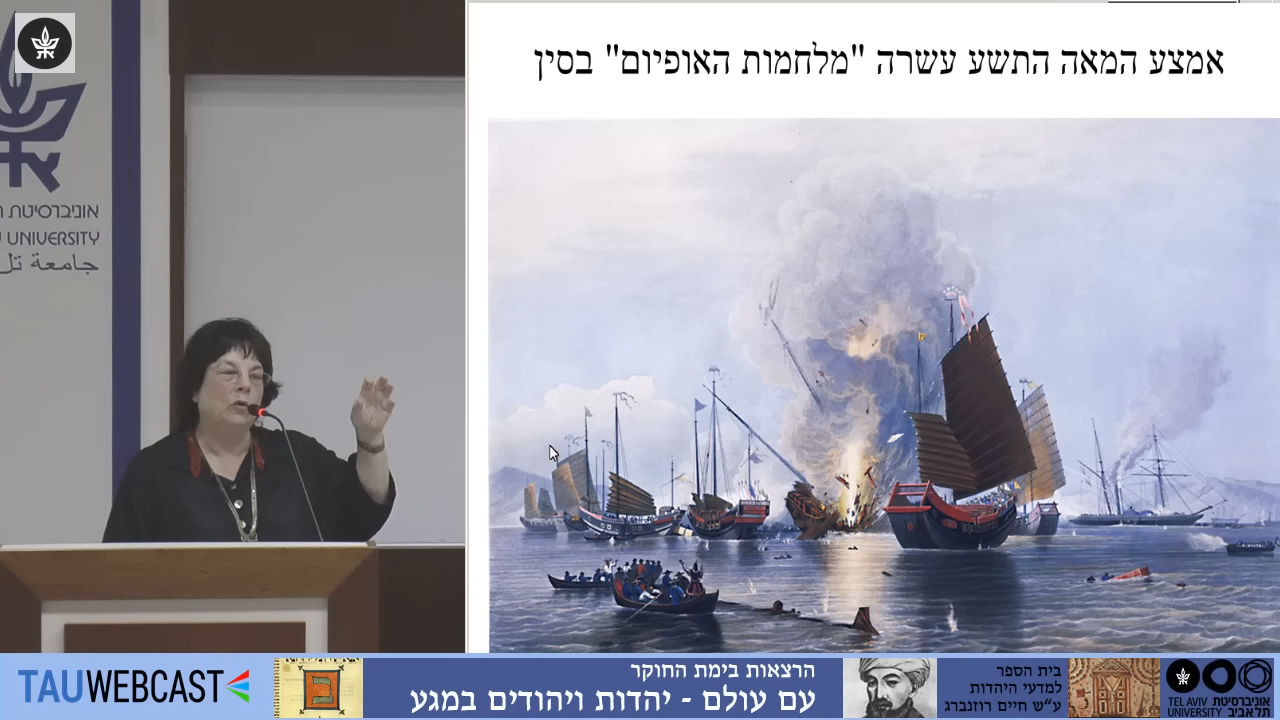 אמצע המאה התשע עשרה "מלחמות האופיום" בסין
אוניברסיטת
UNIVERSITY
جامعة تل
TAUWEBCAST
הרצאות בימת החוקר
עם עולם - יהדות ויהודים במגע
בית הספר
למדעי היהדות
ע"ש חיים רוזנברג
אוניברסיטת
תל אביב
TEL AVIV
UNIVERSITY